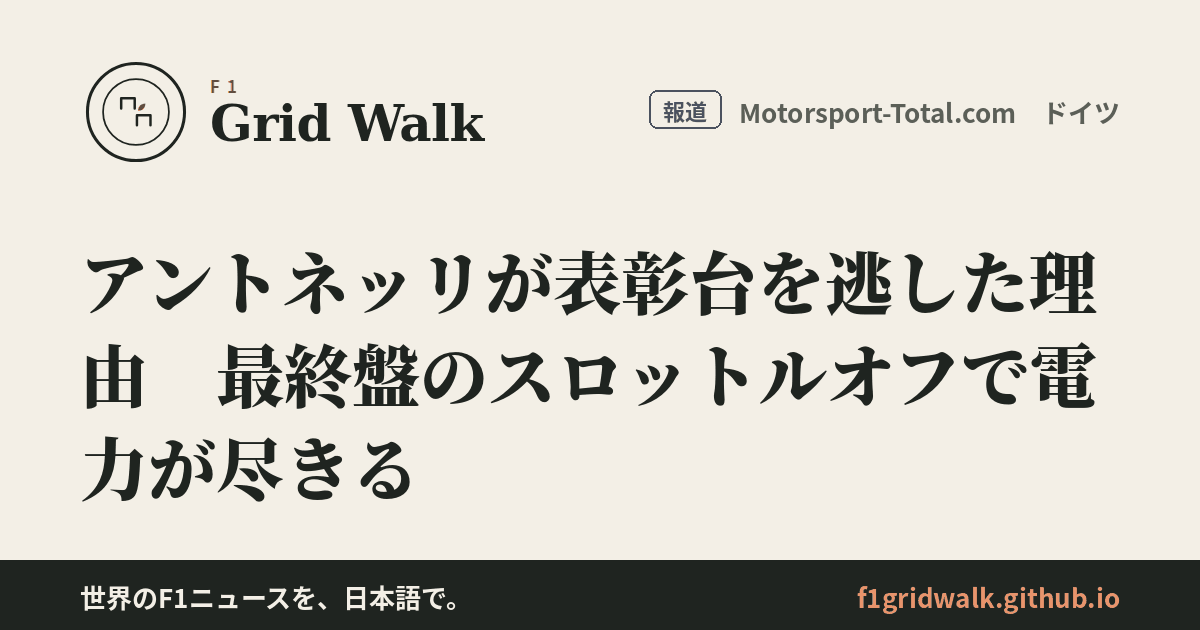 F1
Grid Walk
報道 Motorsport-Total.com ドイツ
アントネッリが表彰台を逃した理
由　最終盤のスロットルオフで電
力が尽きる
世界のF1ニュースを、日本語で。
f1gridwalk.github.io